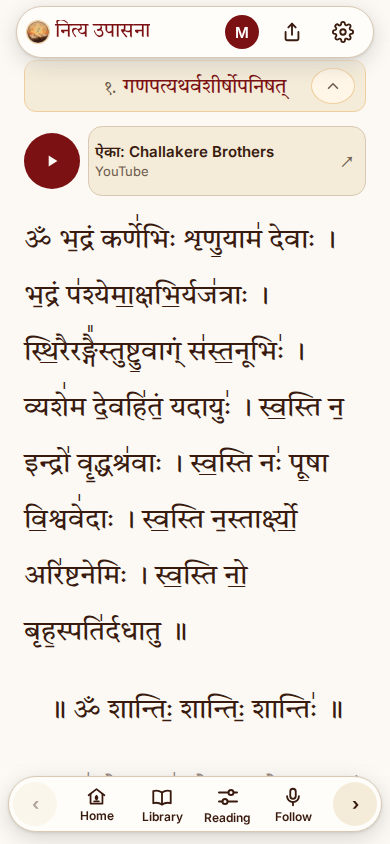 नित्य उपासना
M
१. गणपत्यथर्वशीर्षोपनिषत्
ऐका: Challakere Brothers
YouTube
ॐ भ॒द्रं कर्णे॑भिः शृणु॒याम॑ देवाः ।
भ॒द्रं प॑श्येमा॒क्षभि॒र्यज॑त्राः ।
स्थि॒रैरङ्गै᳚स्तुष्टु॒वाग्ं स॑स्त॒नूभिः॑ ।
व्यशे॑म दे॒वहि॑तं॒ यदायुः॑ । स्व॒स्ति न॒
इन्द्रो॑ वृ॒द्धश्र॑वाः । स्व॒स्ति नः॑ पू॒षा
वि॒श्ववे॑दाः । स्व॒स्ति न॒स्तार्क्ष्यो॒
अरि॑ष्टनेमिः । स्व॒स्ति नो॒
बृह॒स्पति॑र्दधातु ॥
॥ ॐ शान्तिः॒ शान्तिः॒ शान्तिः॑ ॥
Home Library Reading Follow